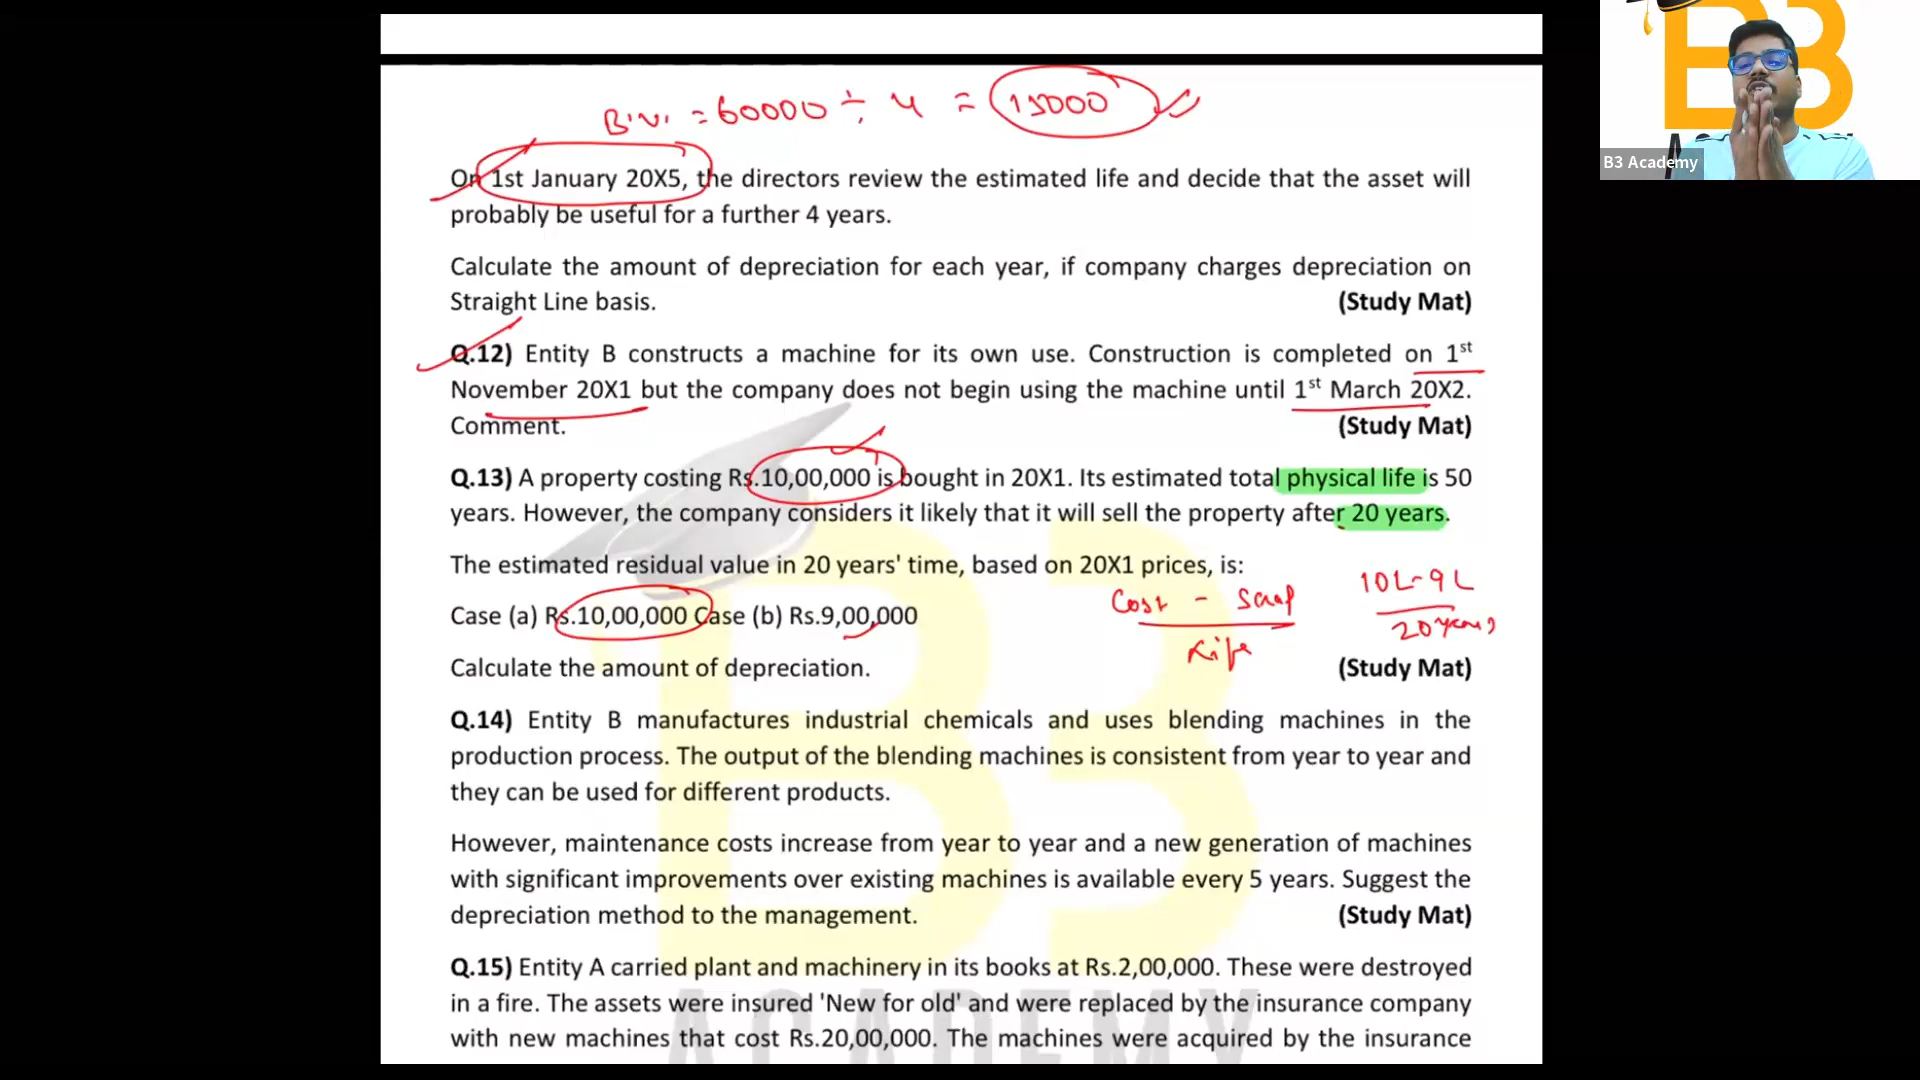 B.V. = 60000 ÷ 4 = 15000
On 1st January 20X5, the directors review the estimated life and decide that the asset will
probably be useful for a further 4 years.
Calculate the amount of depreciation for each year, if company charges depreciation on
Straight Line basis. (Study Mat)
Q.12) Entity B constructs a machine for its own use. Construction is completed on 1st
November 20X1 but the company does not begin using the machine until 1st March 20X2.
Comment. (Study Mat)
Q.13) A property costing Rs.10,00,000 is bought in 20X1. Its estimated total physical life is 50
years. However, the company considers it likely that it will sell the property after 20 years.
The estimated residual value in 20 years' time, based on 20X1 prices, is:
Case (a) Rs.10,00,000 Case (b) Rs.9,00,000
Cost - Scrap
Life
10L-9L
20 years
Calculate the amount of depreciation. (Study Mat)
Q.14) Entity B manufactures industrial chemicals and uses blending machines in the
production process. The output of the blending machines is consistent from year to year and
they can be used for different products.
However, maintenance costs increase from year to year and a new generation of machines
with significant improvements over existing machines is available every 5 years. Suggest the
depreciation method to the management. (Study Mat)
Q.15) Entity A carried plant and machinery in its books at Rs.2,00,000. These were destroyed
in a fire. The assets were insured 'New for old' and were replaced by the insurance company
with new machines that cost Rs.20,00,000. The machines were acquired by the insurance
B3
B3 Academy
B3
ACADEMY